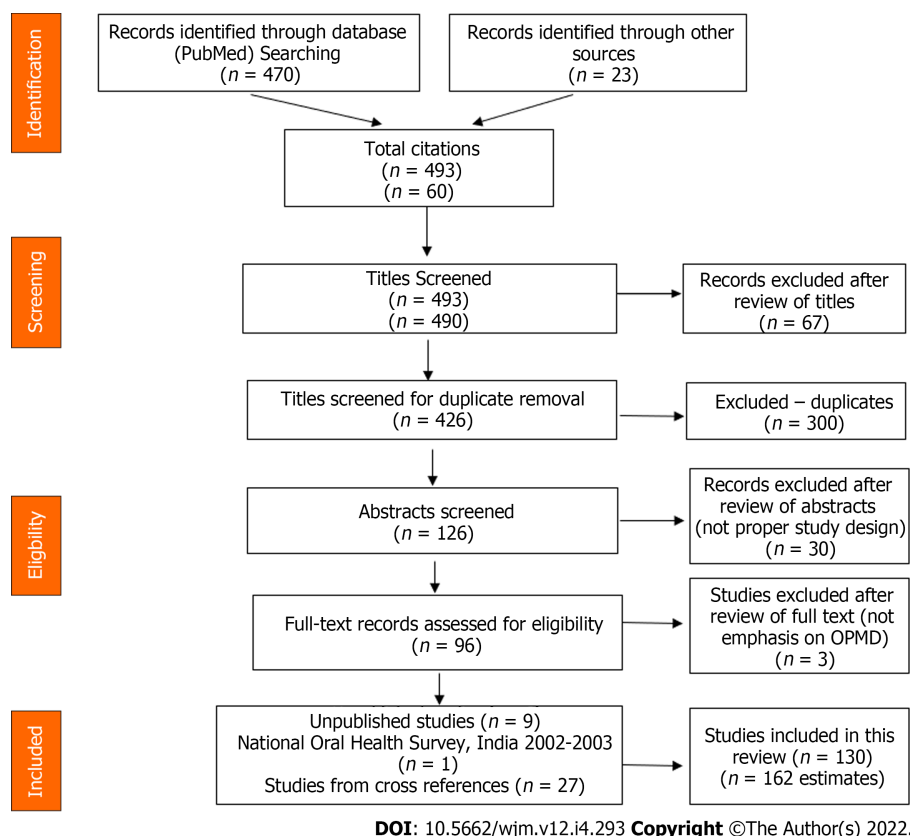 Identification
Records identified through database
(PubMed) Searching
(n = 470)
Records identified through other
sources
(n = 23)
Total citations
(n = 493)
(n = 60)
Screening
Titles Screened
(n = 493)
(n = 490)
Records excluded after
review of titles
(n = 67)
Titles screened for duplicate removal
(n = 426)
Excluded – duplicates
(n = 300)
Eligbility
Abstracts screened
(n = 126)
Records excluded after
review of abstracts
(not proper study design)
(n = 30)
Full-text records assessed for eligibility
(n = 96)
Studies excluded after
review of full text (not
emphasis on OPMD)
(n = 3)
Included
Unpublished studies (n = 9)
National Oral Health Survey, India 2002-2003
(n = 1)
Studies from cross references (n = 27)
Studies included in this
review (n = 130)
(n = 162 estimates)
DOI: 10.5662/wjm.v12.i4.293 Copyright ©The Author(s) 2022.